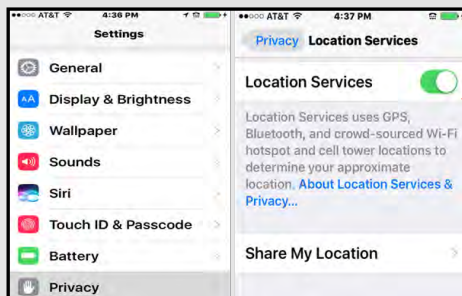 AT&T 4:36 PM
Settings
General
AA Display & Brightness
Wallpaper
Sounds
Siri
Touch ID & Passcode
Battery
Privacy
AT&T 4:37 PM
Privacy Location Services
Location Services
Location Services uses GPS,
Bluetooth, and crowd-sourced Wi-Fi
hotspot and cell tower locations to
determine your approximate
location. About Location Services &
Privacy...
Share My Location